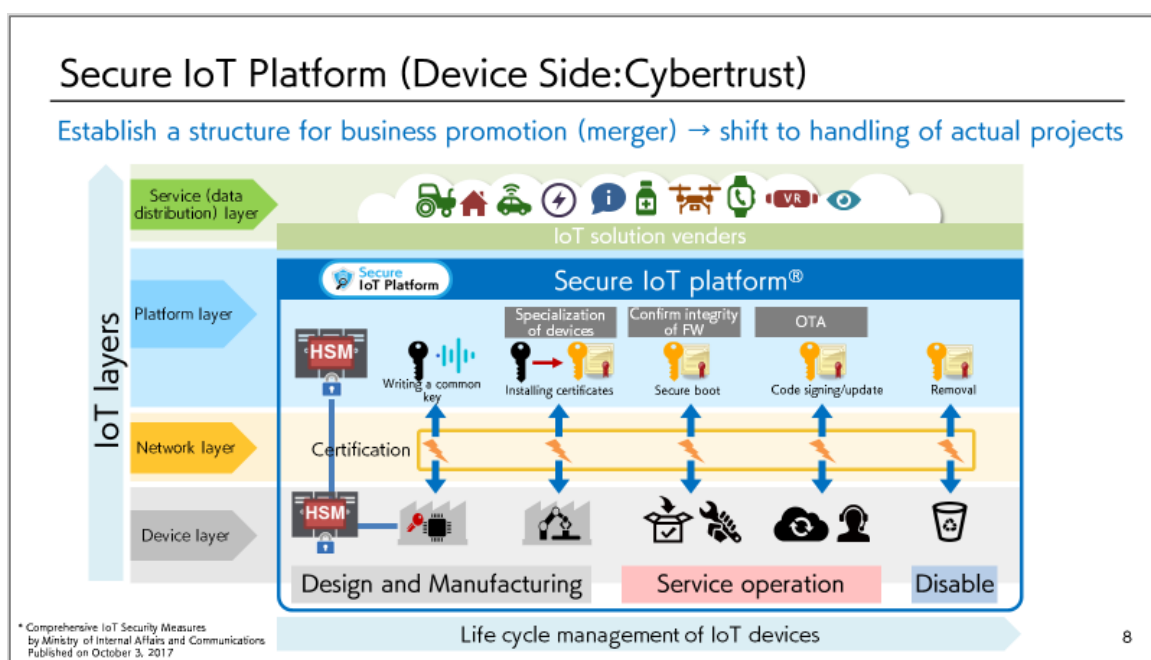 Secure IoT Platform (Device Side:Cybertrust)
Establish a structure for business promotion (merger) → shift to handling of actual projects
IoT layers
Service (data
distribution) layer
i
VR
IoT solution venders
Platform layer
Secure
IoT Platform
Secure IoT platform®
HSM
Writing a common
key
Specialization
of devices
Installing certificates
Confirm integrity
of FW
Secure boot
OTA
Code signing/update
Removal
Network layer
Certification
Device layer
HSM
Design and Manufacturing
Service operation
Disable
Life cycle management of IoT devices
* Comprehensive IoT Security Measures
by Ministry of Internal Affairs and Communications
Published on October 3, 2017
8